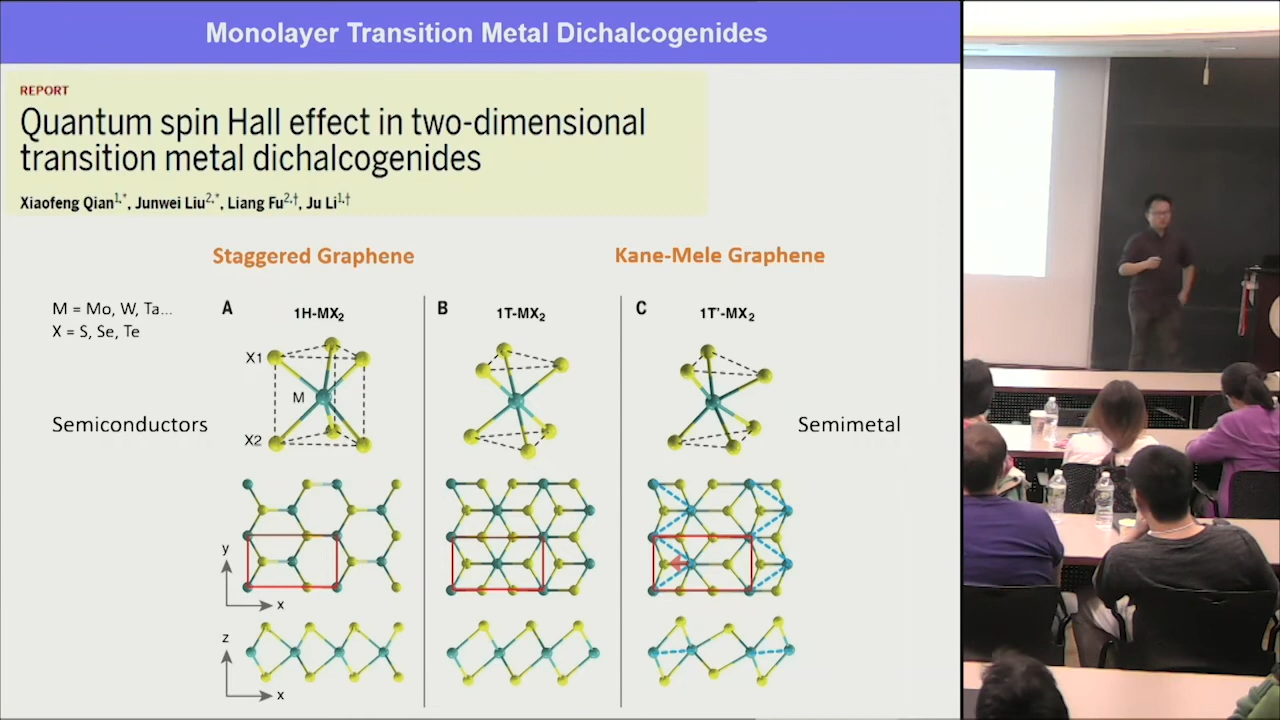 Monolayer Transition Metal Dichalcogenides
REPORT
Quantum spin Hall effect in two-dimensional
transition metal dichalcogenides
Xiaofeng Qian1,*, Junwei Liu2,*, Liang Fu2,†, Ju Li1,†
Staggered Graphene
Kane-Mele Graphene
M = Mo, W, Ta...
X = S, Se, Te
A
1H-MX2
B
1T-MX2
C
1T'-MX2
X1
M
X2
Semiconductors
Semimetal
y
x
z
x